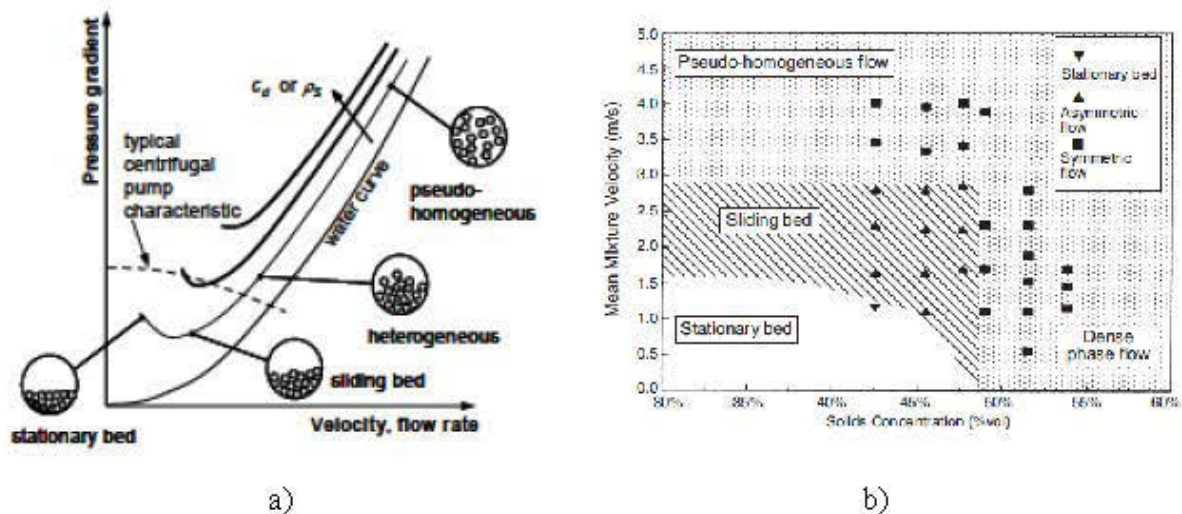 Pressure gradient
c_d or ρ_s
typical
centrifugal
pump
characteristic
pseudo-
homogeneous
water curve
heterogeneous
sliding bed
stationary bed
Velocity, flow rate
a)
Mean Mixture Velocity (m/s)
5.0
4.5
4.0
3.5
3.0
2.5
2.0
1.5
1.0
0.5
0.0
Pseudo-homogeneous flow
Stationary bed
Asymmetric
flow
Symmetric
flow
Sliding bed
Stationary bed
Dense
phase flow
30%
35%
40%
45%
50%
55%
60%
Solids Concentration (%vol)
b)